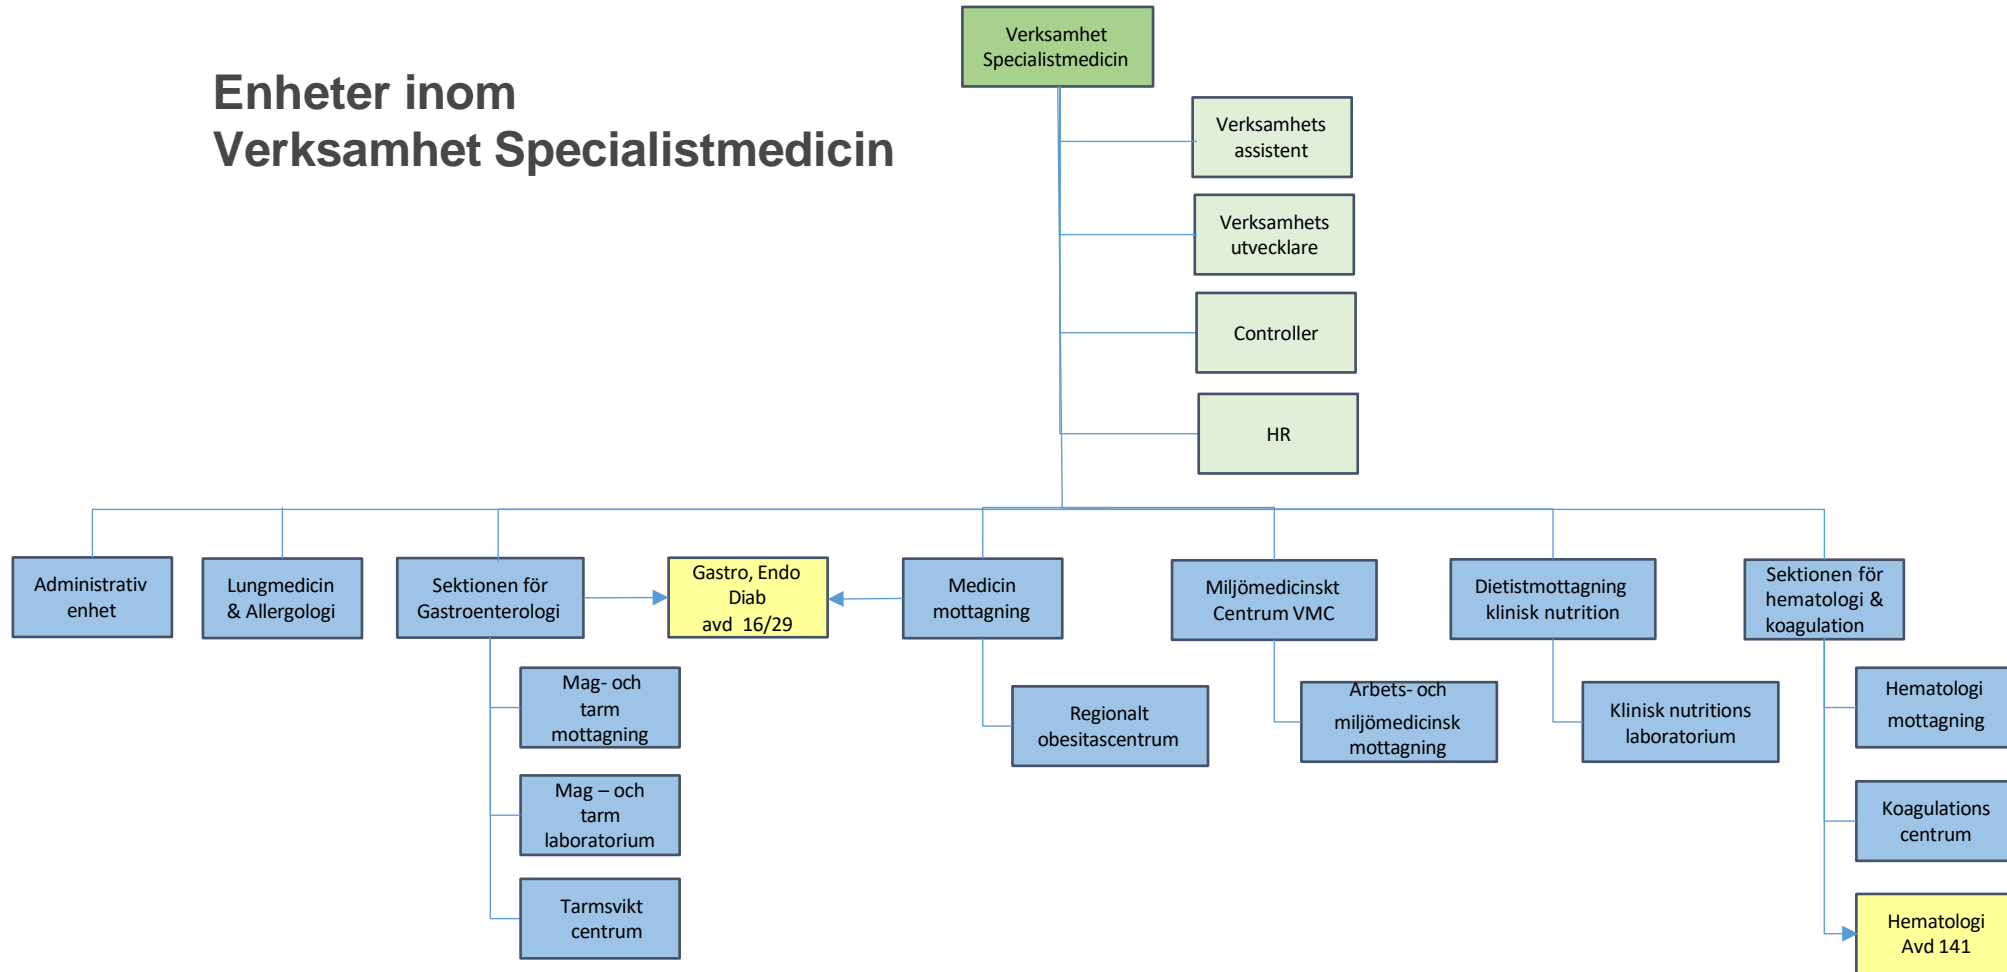 Enheter inom
Verksamhet Specialistmedicin
Verksamhet
Specialistmedicin
Verksamhets
assistent
Verksamhets
utvecklare
Controller
HR
Administrativ
enhet
Lungmedicin
& Allergologi
Sektionen för
Gastroenterologi
Gastro, Endo
Diab
avd 16/29
Medicin
mottagning
Miljömedicinskt
Centrum VMC
Dietistmottagning
klinisk nutrition
Sektionen för
hematologi &
koagulation
Mag- och
tarm
mottagning
Mag – och
tarm
laboratorium
Tarmsvikt
centrum
Regionalt
obesitascentrum
Arbets- och
miljömedicinsk
mottagning
Klinisk nutritions
laboratorium
Hematologi
mottagning
Koagulations
centrum
Hematologi
Avd 141